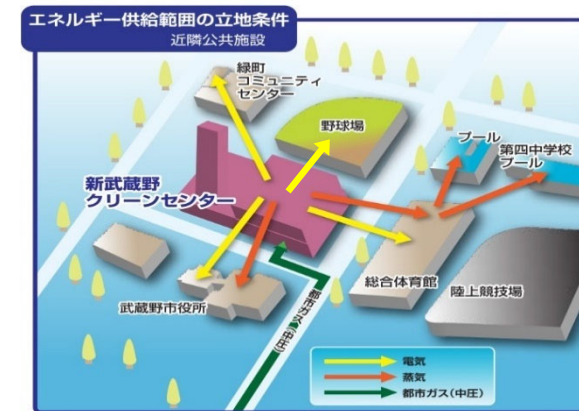 エネルギー供給範囲の立地条件
近隣公共施設
緑町
コミュニティ
センター
野球場
プール
第四中学校
プール
新武蔵野
クリーンセンター
武蔵野市役所
都市ガス(中圧)
総合体育館
陸上競技場
電気
蒸気
都市ガス(中圧)